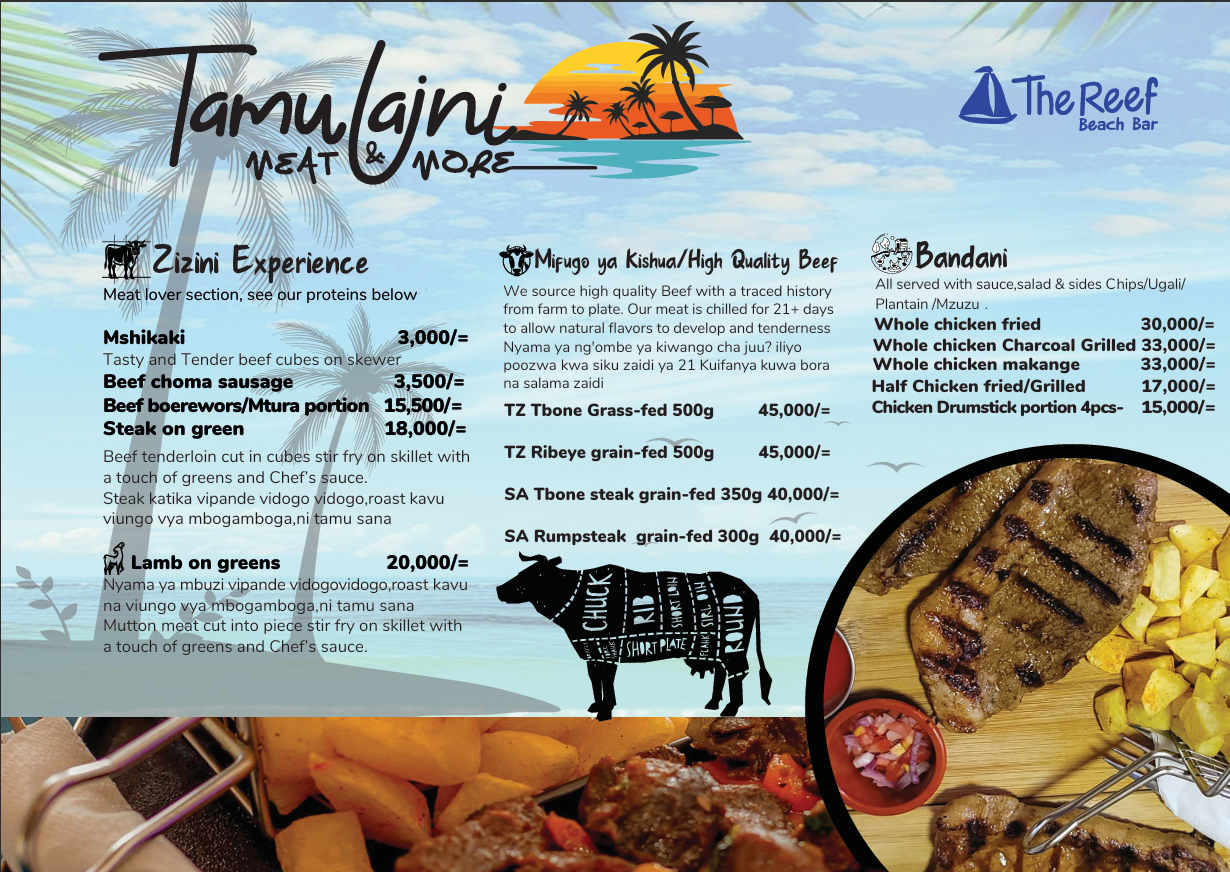 Tamu Lajni
MEAT & MORE
The Reef
Beach Bar
Zizini Experience
Meat lover section, see our proteins below
Mshikaki 3,000/=
Tasty and Tender beef cubes on skewer
Beef choma sausage 3,500/=
Beef boerewors/Mtura portion 15,500/=
Steak on green 18,000/=
Beef tenderloin cut in cubes stir fry on skillet with
a touch of greens and Chef's sauce.
Steak katika vipande vidogo vidogo,roast kavu
viungo vya mbogamboga,ni tamu sana
Lamb on greens 20,000/=
Nyama ya mbuzi vipande vidogovidogo,roast kavu
na viungo vya mbogamboga,ni tamu sana
Mutton meat cut into piece stir fry on skillet with
a touch of greens and Chef's sauce.
Mifugo ya Kishua/High Quality Beef
We source high quality Beef with a traced history
from farm to plate. Our meat is chilled for 21+ days
to allow natural flavors to develop and tenderness
Nyama ya ng'ombe ya kiwango cha juu? iliyo
poozwa kwa siku zaidi ya 21 Kuifanya kuwa bora
na salama zaidi
TZ Tbone Grass-fed 500g 45,000/=
TZ Ribeye grain-fed 500g 45,000/=
SA Tbone steak grain-fed 350g 40,000/=
SA Rumpsteak grain-fed 300g 40,000/=
CHUCK
RIB
SHORT LOIN
SIRLOIN
ROUND
SHORT PLATE
FLANK
Bandani
All served with sauce,salad & sides Chips/Ugali/
Plantain /Mzuzu .
Whole chicken fried 30,000/=
Whole chicken Charcoal Grilled 33,000/=
Whole chicken makange 33,000/=
Half Chicken fried/Grilled 17,000/=
Chicken Drumstick portion 4pcs- 15,000/=